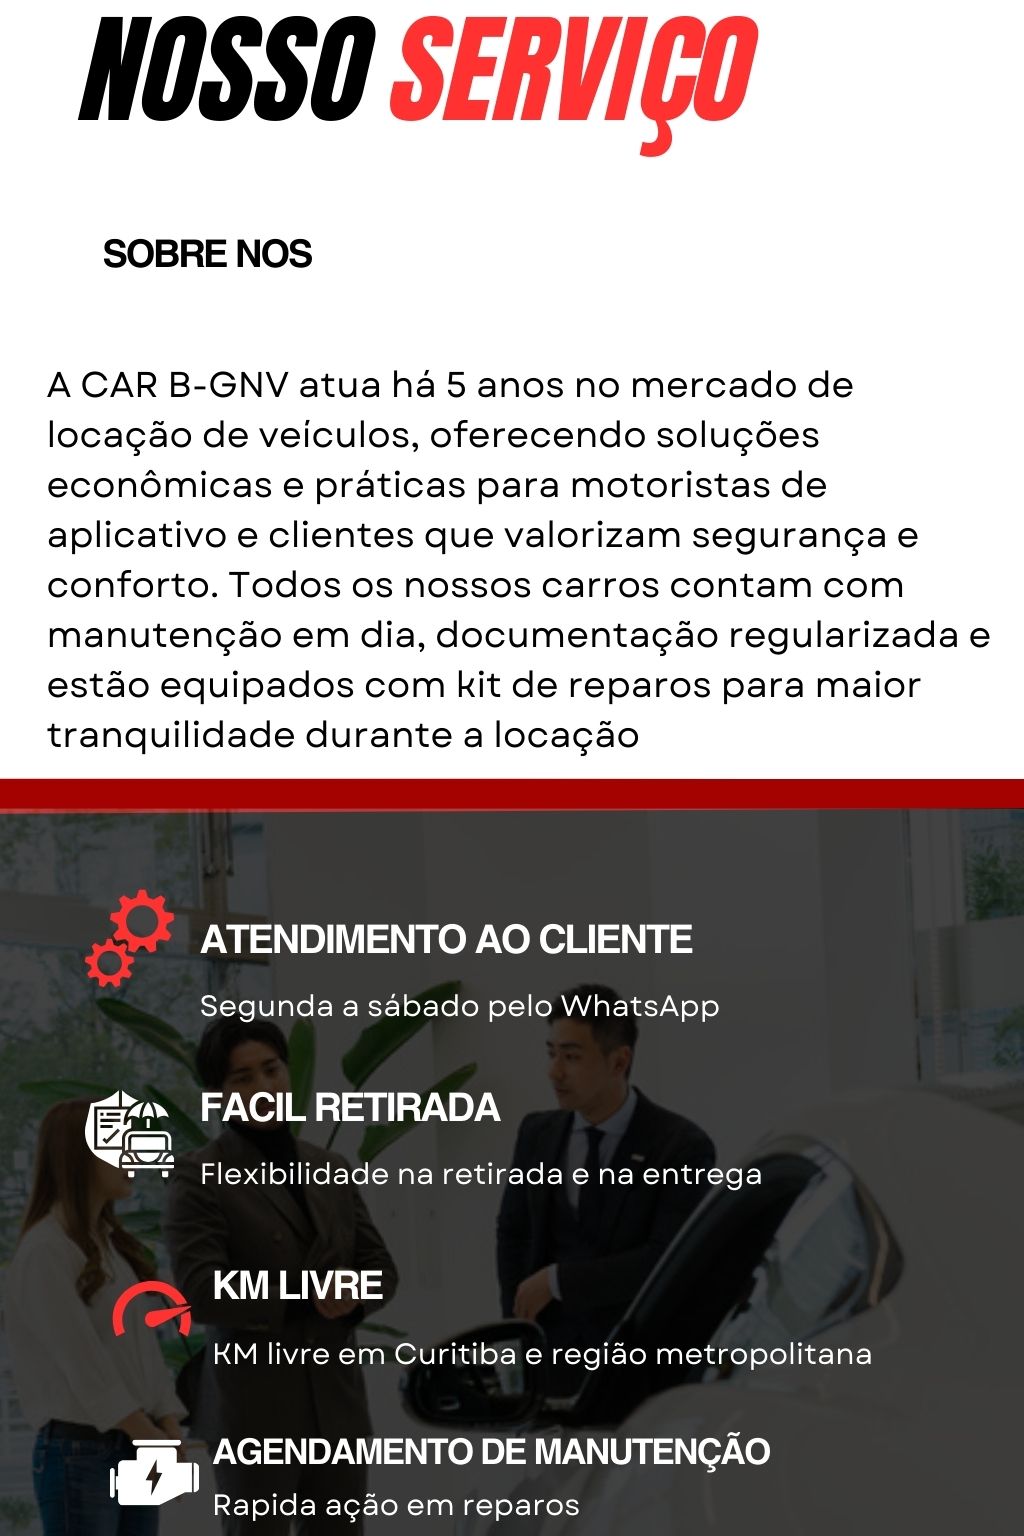 NOSSO SERVIÇO
SOBRE NOS
A CAR B-GNV atua há 5 anos no mercado de
locação de veículos, oferecendo soluções
econômicas e práticas para motoristas de
aplicativo e clientes que valorizam segurança e
conforto. Todos os nossos carros contam com
manutenção em dia, documentação regularizada e
estão equipados com kit de reparos para maior
tranquilidade durante a locação
ATENDIMENTO AO CLIENTE
Segunda a sábado pelo WhatsApp
FACIL RETIRADA
Flexibilidade na retirada e na entrega
KM LIVRE
KM livre em Curitiba e região metropolitana
AGENDAMENTO DE MANUTENÇÃO
Rapida ação em reparos